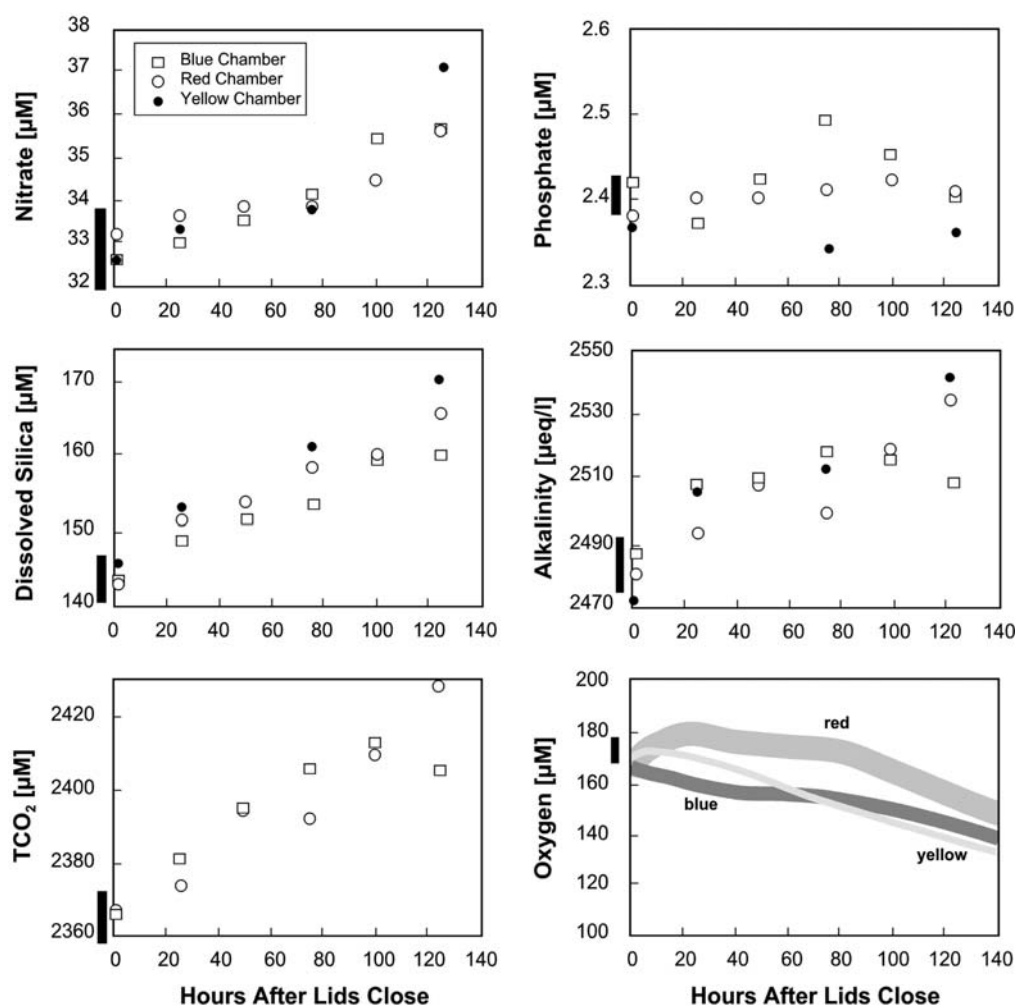 Nitrate [µM]
38
37
36
35
34
33
32
Blue Chamber
Red Chamber
Yellow Chamber
0 20 40 60 80 100 120 140
Phosphate [µM]
2.6
2.5
2.4
2.3
0 20 40 60 80 100 120 140
Dissolved Silica [µM]
170
160
150
140
0 20 40 60 80 100 120 140
Alkalinity [µeq/l]
2550
2530
2510
2490
2470
0 20 40 60 80 100 120 140
TCO₂ [µM]
2420
2400
2380
2360
0 20 40 60 80 100 120 140
Hours After Lids Close
Oxygen [µM]
200
180
160
140
120
100
red
blue
yellow
0 20 40 60 80 100 120 140
Hours After Lids Close